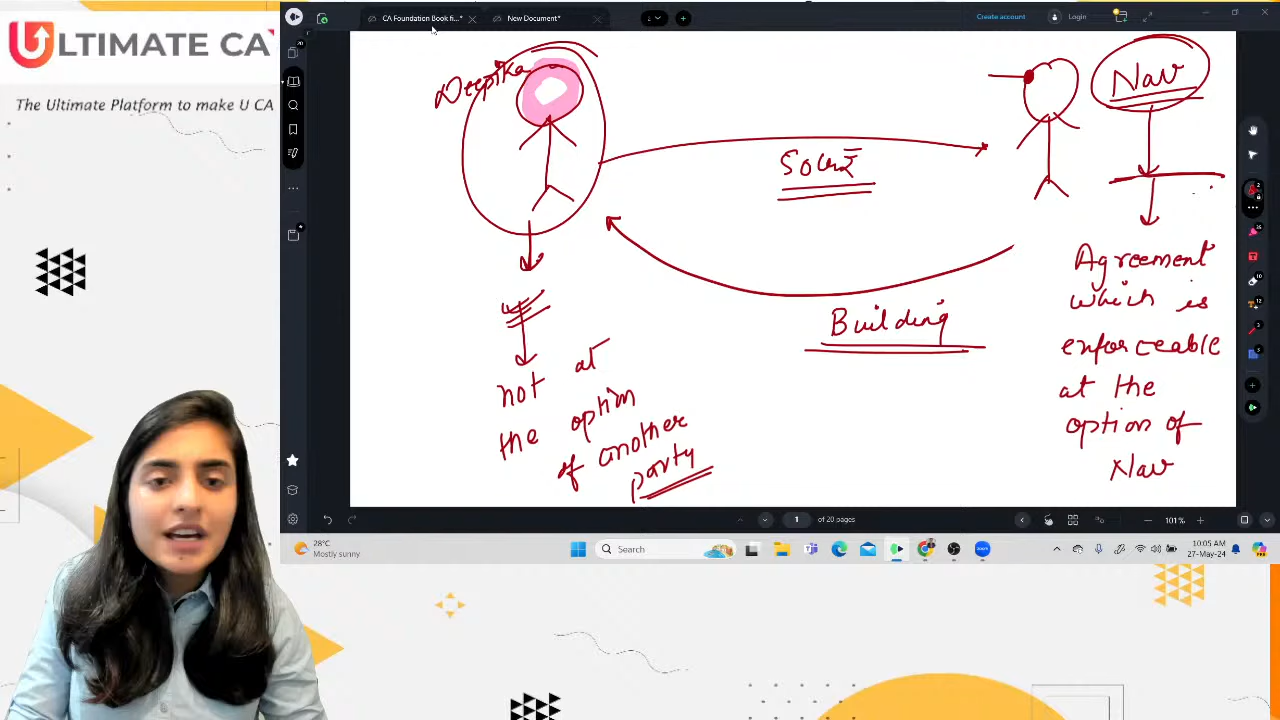 ULTIMATE CA
The Ultimate Platform to make U CA
CA Foundation Book fi...*
New Document*
Create account
Login
Deepika
Nav
Building
not at
the option
of another
party
Agreement
which is
enforceable
at the
option of
Nav
1
of 20 pages
101%
28°C
Mostly sunny
Search
10:05 AM
27-May-24